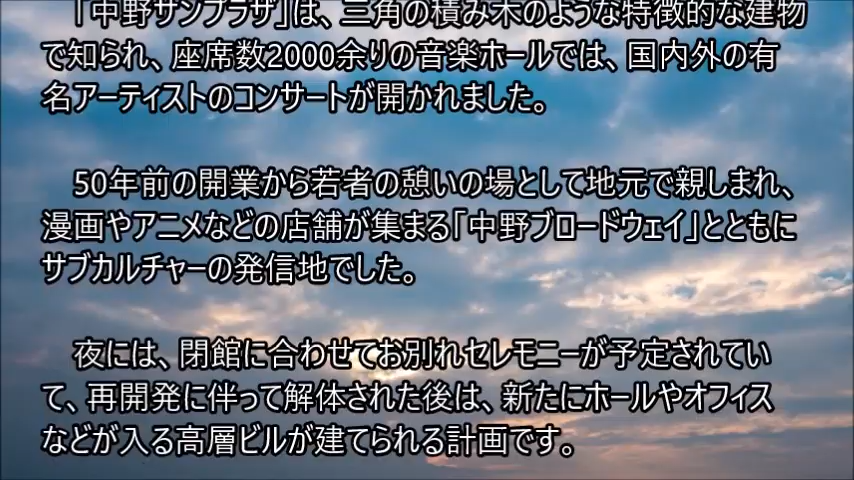 「中野サンプラザ」は、三角の積み木のような特徴的な建物
で知られ、座席数2000余りの音楽ホールでは、国内外の有
名アーティストのコンサートが開かれました。
50年前の開業から若者の憩いの場として地元で親しまれ、
漫画やアニメなどの店舗が集まる「中野ブロードウェイ」とともに
サブカルチャーの発信地でした。
夜には、閉館に合わせてお別れセレモニーが予定されてい
て、再開発に伴って解体された後は、新たにホールやオフィス
などが入る高層ビルが建てられる計画です。